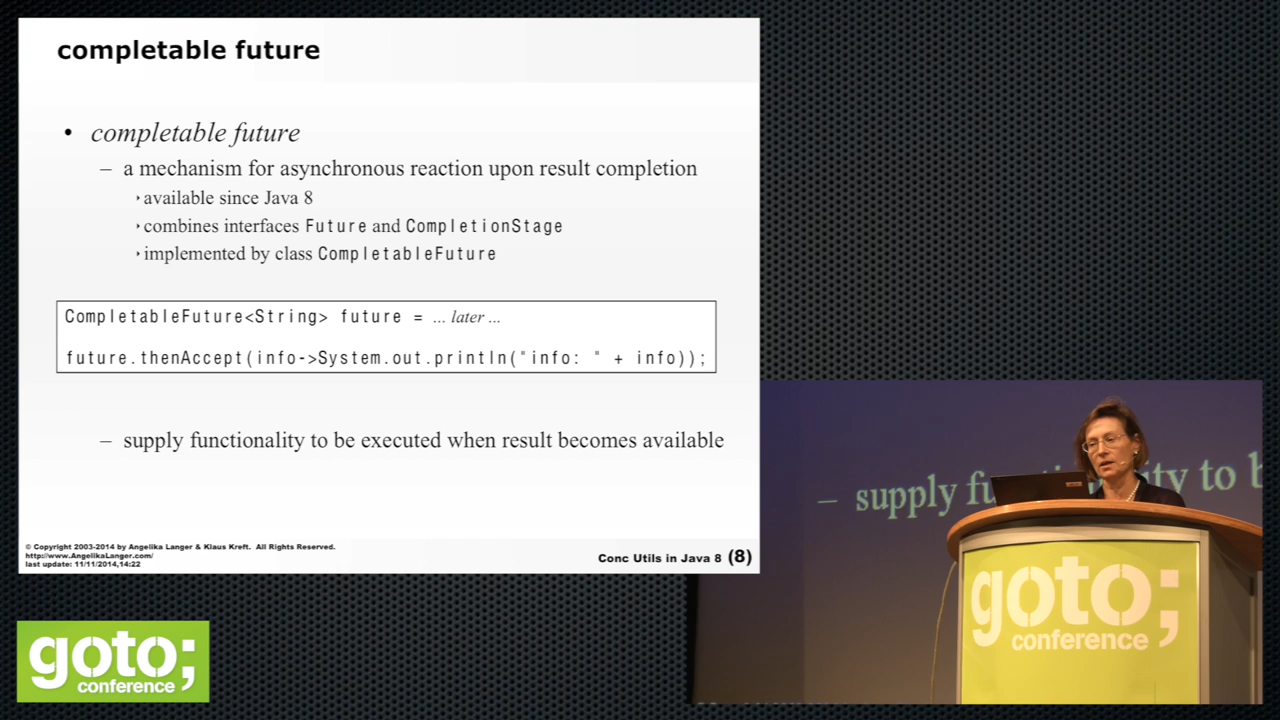 completable future
• completable future
– a mechanism for asynchronous reaction upon result completion
‣ available since Java 8
‣ combines interfaces Future and CompletionStage
‣ implemented by class CompletableFuture
CompletableFuture<String> future = ... later ...
future.thenAccept(info->System.out.println("info: " + info));
– supply functionality to be executed when result becomes available
© Copyright 2003-2014 by Angelika Langer & Klaus Kreft. All Rights Reserved.
http://www.AngelikaLanger.com/
last update: 11/11/2014,14:22
Conc Utils in Java 8 (8)
goto;
conference
– supply fu ity to b
goto;
conference